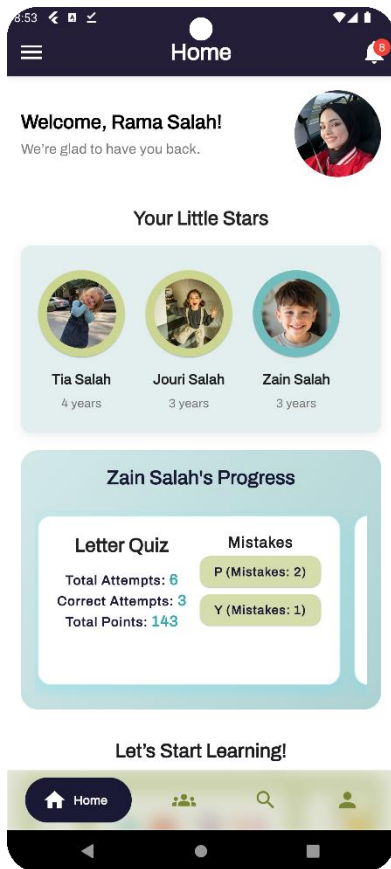 8:53
Home
8
Welcome, Rama Salah!
We're glad to have you back.
Your Little Stars
Tia Salah
Jouri Salah
Zain Salah
4 years
3 years
3 years
Zain Salah's Progress
Letter Quiz
Total Attempts: 6
Correct Attempts: 3
Total Points: 143
Mistakes
P (Mistakes: 2)
Y (Mistakes: 1)
Let's Start Learning!
Home